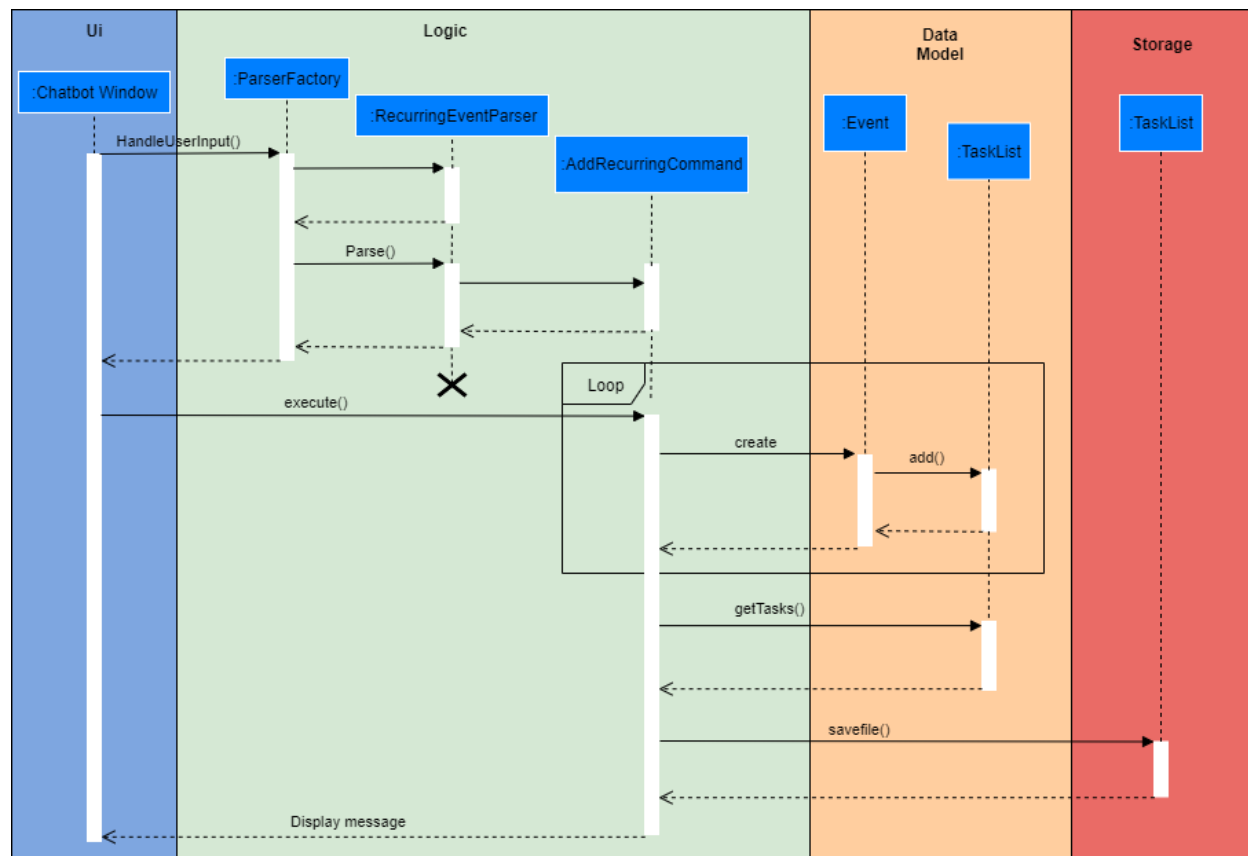 Ui
Logic
Data
Model
Storage
:Chatbot Window
:ParserFactory
:RecurringEventParser
:AddRecurringCommand
:Event
:TaskList
:TaskList
HandleUserInput()
Parse()
Loop
execute()
create
add()
getTasks()
savefile()
Display message